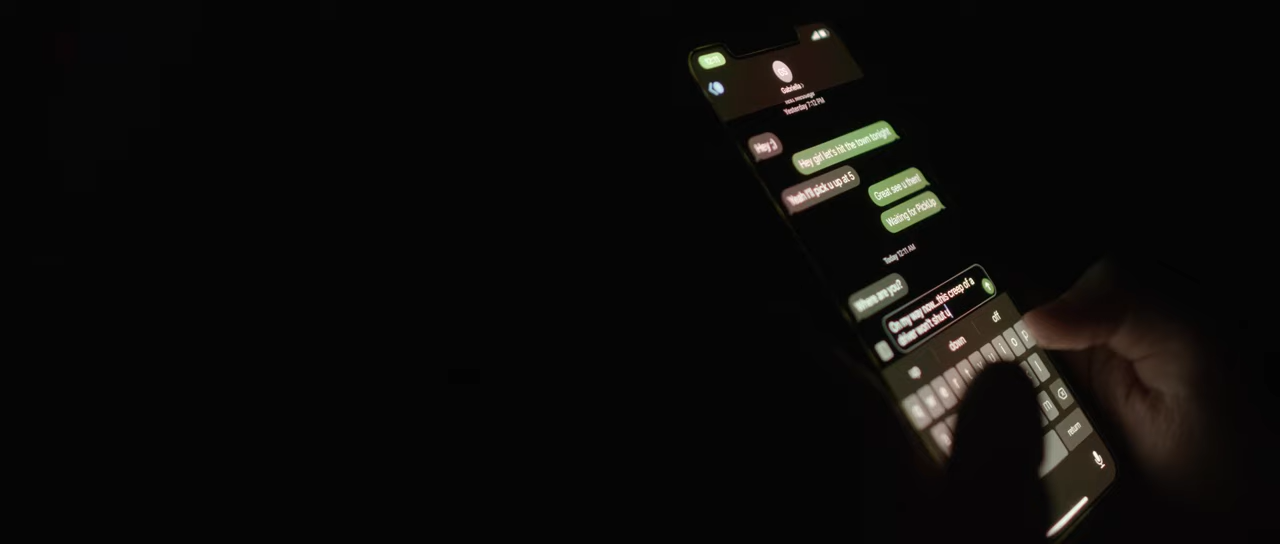 Gabriella
Yesterday 7:12 PM
Hey :)
Hey girl let's hit the town tonight
Yeah I'll pick u up at 5
Great see u then!
Waiting for PickUp
Today 12:11 AM
Where are you?
On my way now...this creep of a
driver won't shut u
down
off
i o p
l
m
return